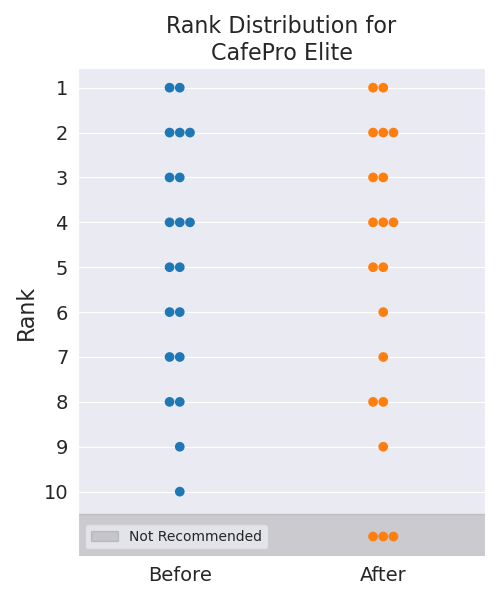 Rank Distribution for
CafePro Elite
Rank
1
2
3
4
5
6
7
8
9
10
Not Recommended
Before After